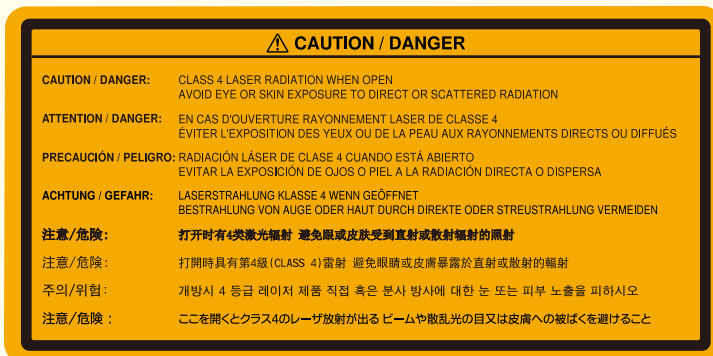 ⚠ CAUTION / DANGER
CAUTION / DANGER: CLASS 4 LASER RADIATION WHEN OPEN
AVOID EYE OR SKIN EXPOSURE TO DIRECT OR SCATTERED RADIATION
ATTENTION / DANGER: EN CAS D'OUVERTURE RAYONNEMENT LASER DE CLASSE 4
ÉVITER L'EXPOSITION DES YEUX OU DE LA PEAU AUX RAYONNEMENTS DIRECTS OU DIFFUÉS
PRECAUCIÓN / PELIGRO: RADIACIÓN LÁSER DE CLASE 4 CUANDO ESTÁ ABIERTO
EVITAR LA EXPOSICIÓN DE OJOS O PIEL A LA RADIACIÓN DIRECTA O DISPERSA
ACHTUNG / GEFAHR: LASERSTRAHLUNG KLASSE 4 WENN GEÖFFNET
BESTRAHLUNG VON AUGE ODER HAUT DURCH DIREKTE ODER STREUSTRAHLUNG VERMEIDEN
注意/危险: 打开时有4类激光辐射 避免眼或皮肤受到直射或散射辐射的照射
注意/危險: 打開時具有第4級(CLASS 4)雷射 避免眼睛或皮膚暴露於直射或散射的輻射
주의/위험: 개방시 4 등급 레이저 제품 직접 혹은 분사 방사에 대한 눈 또는 피부 노출을 피하시오
注意/危険 : ここを開くとクラス4のレーザ放射が出る ビームや散乱光の目又は皮膚への被ばくを避けること